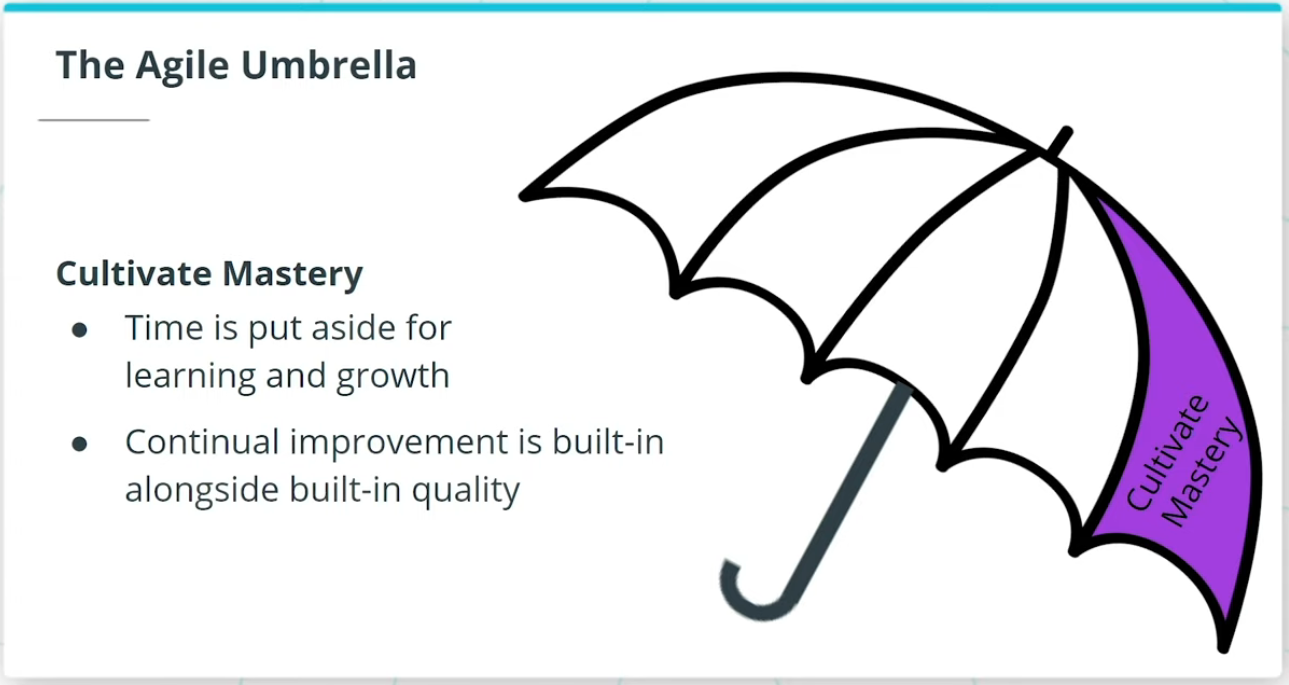 The Agile Umbrella
Cultivate Mastery
● Time is put aside for
learning and growth
● Continual improvement is built-in
alongside built-in quality
Cultivate
Mastery